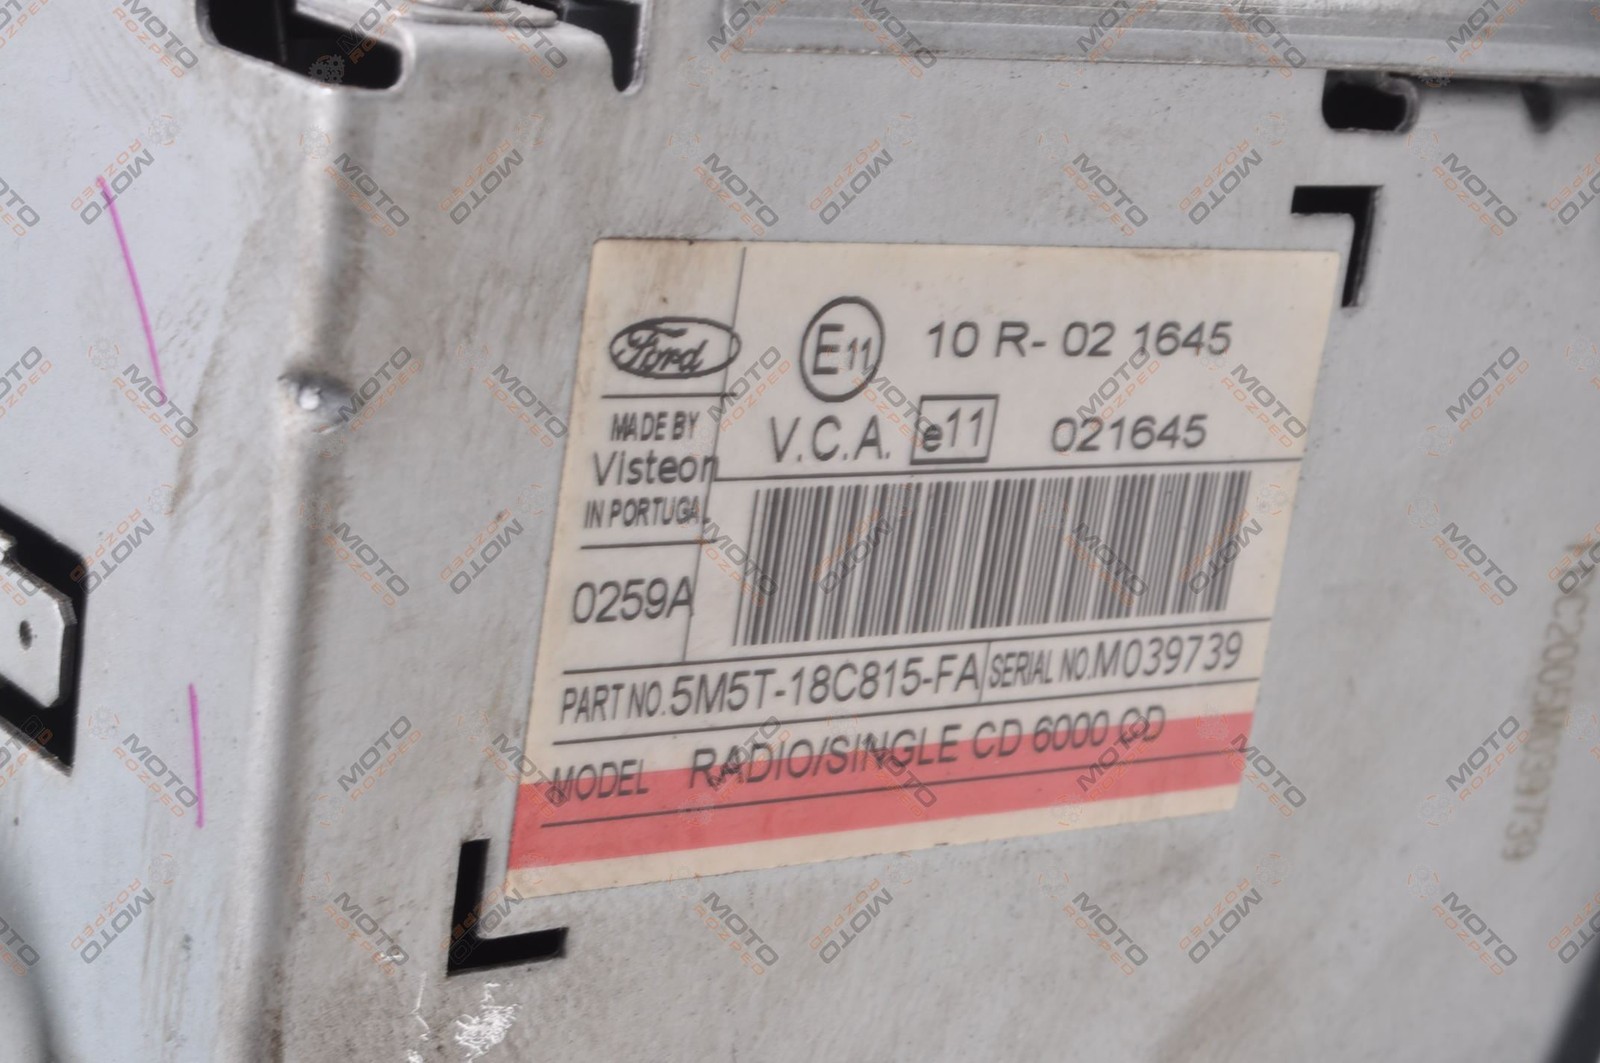 Ford
E11
10 R- 02 1645
MADE BY
Visteon
IN PORTUGAL
V.C.A. e11 021645
0259A
PART NO. 5M5T-18C815-FA SERIAL NO. M039739
MODEL RADIO/SINGLE CD 6000 CD
MOTO
ROZPED